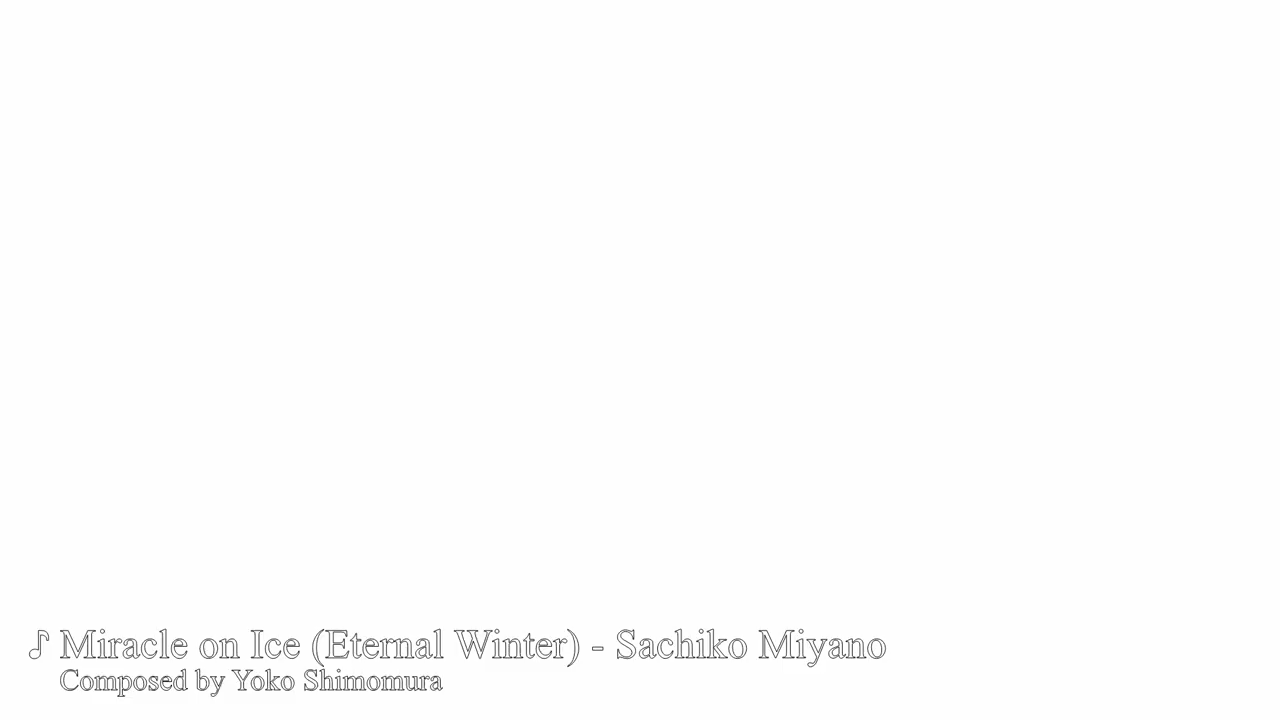 ♪ Miracle on Ice (Eternal Winter) - Sachiko Miyano
Composed by Yoko Shimomura